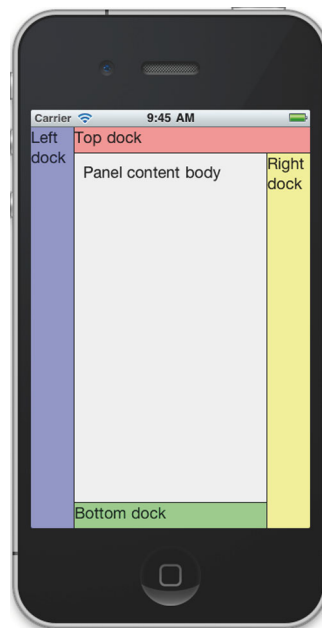 Carrier 9:45 AM
Left
dock
Top dock
Panel content body
Right
dock
Bottom dock